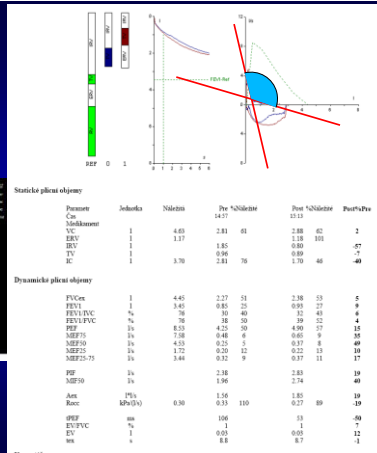 REF 0 1
FEV1-Nal
Statické plicní objemy
Parametr Jednotka Náležité Pre %Náležité Post %Náležité Post%Pre
Čas 14:57 15:13
Medikament
VC l 4.63 2.81 61 2.88 62 2
ERV l 1.17 1.18 101
IRV l 1.85 0.80 -57
TV l 0.96 0.89 -7
IC l 3.70 2.81 76 1.70 46 -40
Dynamické plicní objemy
FVCex l 4.45 2.27 51 2.38 53 5
FEV1 l 3.45 0.85 25 0.93 27 9
FEV1/IVC % 76 30 40 32 43 6
FEV1/FVC % 76 38 50 39 52 4
PEF l/s 8.53 4.25 50 4.90 57 15
MEF75 l/s 7.58 0.48 6 0.65 9 35
MEF50 l/s 4.53 0.25 5 0.37 8 49
MEF25 l/s 1.72 0.20 12 0.22 13 10
MEF25-75 l/s 3.44 0.32 9 0.37 11 17
PIF l/s 2.38 2.83 19
MIF50 l/s 1.96 2.74 40
Aex l*l/s 1.56 1.85 19
Rocc kPa/(l/s) 0.30 0.33 110 0.27 89 -19
tPEF ms 106 53 -50
EV/FVC % 1 1 7
EV l 0.03 0.03 12
tex s 8.8 8.7 -1